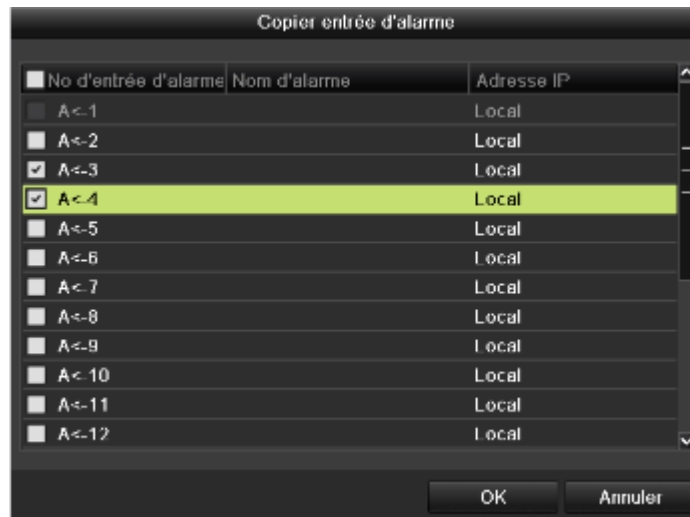 Copier entrée d'alarme
No d'entrée d'alarme Nom d'alarme Adresse IP
A<-1 Local
A<-2 Local
A<-3 Local
A<-4 Local
A<-5 Local
A<-6 Local
A<-7 Local
A<-8 Local
A<-9 Local
A<-10 Local
A<-11 Local
A<-12 Local
OK Annuler